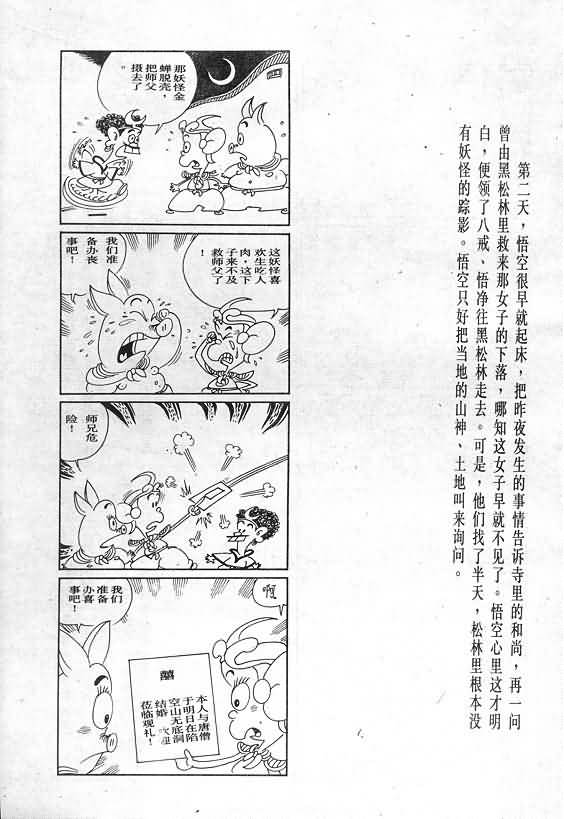 第二天，悟空很早就起床，把昨夜发生的事情告诉寺里的和尚，再一问
曾由黑松林里救来那女子的下落，哪知这女子早就不见了。悟空心里这才明
白，便领了八戒、悟净往黑松林走去。可是，他们找了半天，松林里根本没
有妖怪的踪影。悟空只好把当地的山神、土地叫来询问。
那妖怪金
蝉脱壳，
把师父
摄去了。
这妖怪喜
欢生吃人
肉，这下
子来不及
救师父了！
我们准
备办丧
事吧！
师兄危
险！
啊
囍
本人与唐僧
于明日在陷
空山无底洞
结婚 欢迎
莅临观礼！
我们
准备
办喜
事吧！